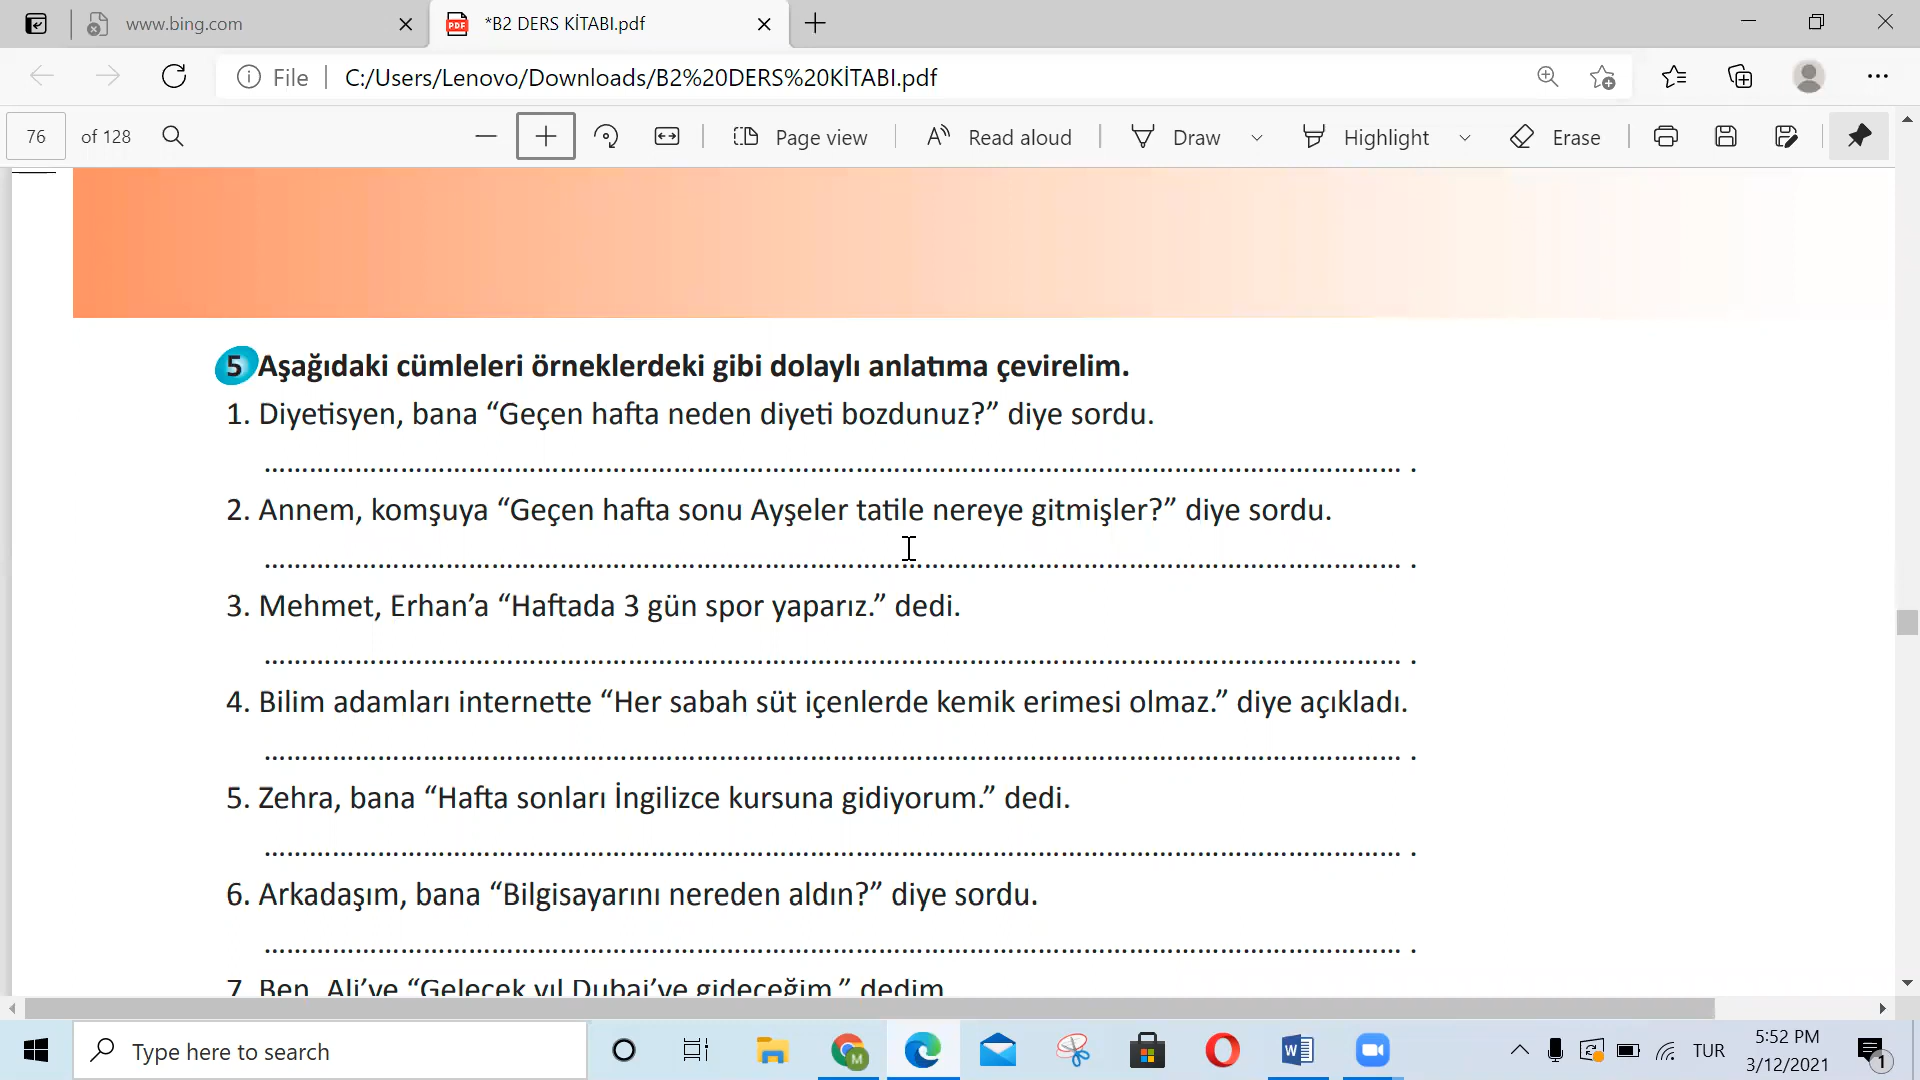 www.bing.com
*B2 DERS KİTABI.pdf
File
C:/Users/Lenovo/Downloads/B2%20DERS%20KİTABI.pdf
76 of 128
Page view
Read aloud
Draw
Highlight
Erase
5 Aşağıdaki cümleleri örneklerdeki gibi dolaylı anlatıma çevirelim.
1. Diyetisyen, bana “Geçen hafta neden diyeti bozdunuz?” diye sordu.
2. Annem, komşuya “Geçen hafta sonu Ayşeler tatile nereye gitmişler?” diye sordu.
3. Mehmet, Erhan’a “Haftada 3 gün spor yaparız.” dedi.
4. Bilim adamları internette “Her sabah süt içenlerde kemik erimesi olmaz.” diye açıkladı.
5. Zehra, bana “Hafta sonları İngilizce kursuna gidiyorum.” dedi.
6. Arkadaşım, bana “Bilgisayarını nereden aldın?” diye sordu.
7. Ben, Ali’ye “Gelecek yıl Dubai’ye gideceğim.” dedim
Type here to search
M
TUR
5:52 PM
3/12/2021
1